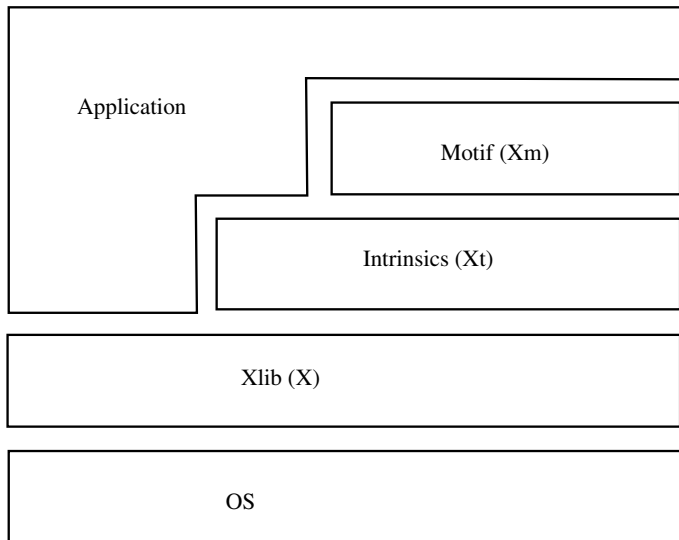 Application
Motif (Xm)
Intrinsics (Xt)
Xlib (X)
OS